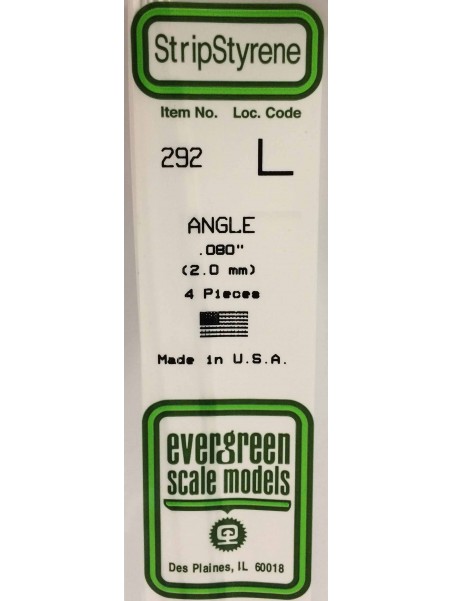 StripStyrene
Item No. Loc. Code
292 L
ANGLE
.080"
(2.0 mm)
4 Pieces
Made in U.S.A.
evergreen
scale models
Des Plaines, IL 60018